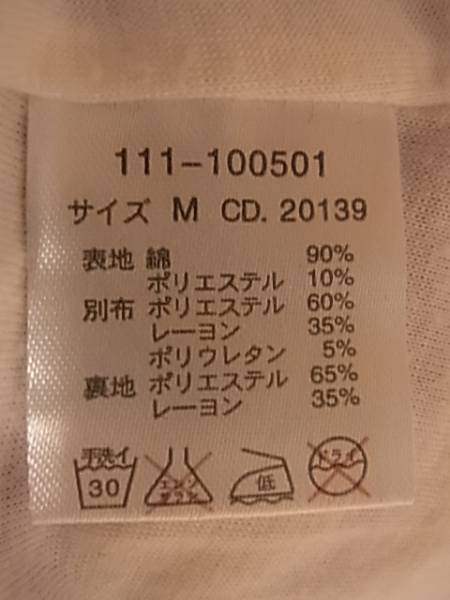 111-100501
サイズ M CD. 20139
表地 綿 90%
ポリエステル 10%
別布 ポリエステル 60%
レーヨン 35%
ポリウレタン 5%
裏地 ポリエステル 65%
レーヨン 35%
手洗イ 30 エンソサラシ 低 ドライ